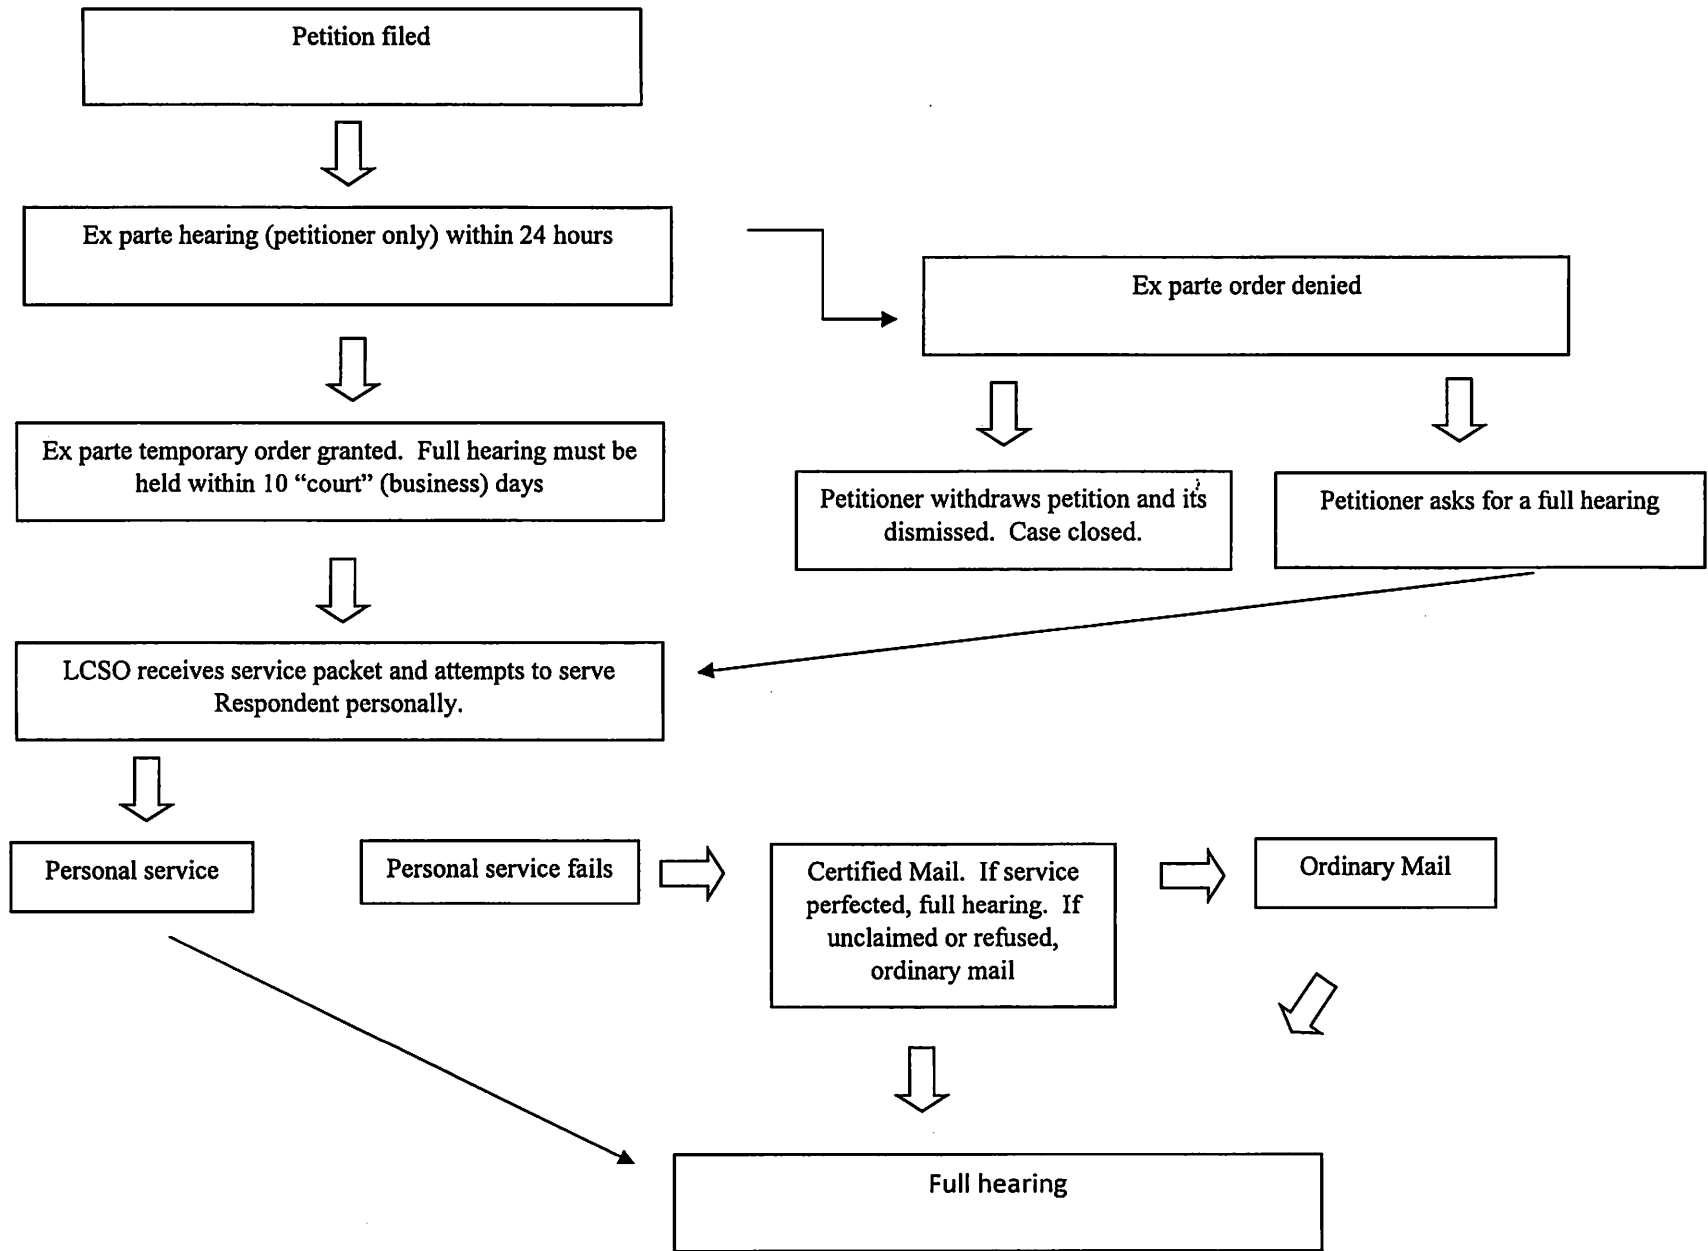 Petition filed
Ex parte hearing (petitioner only) within 24 hours
Ex parte order denied
Ex parte temporary order granted.  Full hearing must be
held within 10 “court” (business) days
Petitioner withdraws petition and its
dismissed.  Case closed.
Petitioner asks for a full hearing
LCSO receives service packet and attempts to serve
Respondent personally.
Personal service
Personal service fails
Certified Mail.  If service
perfected, full hearing.  If
unclaimed or refused,
ordinary mail
Ordinary Mail
Full hearing